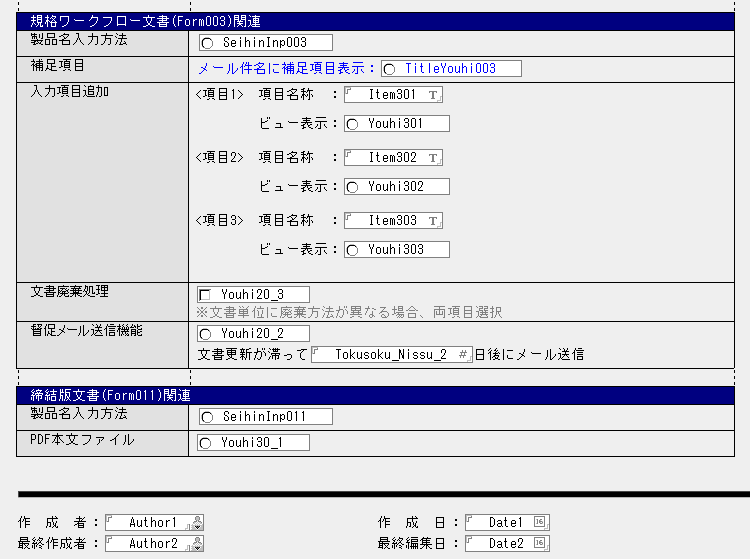 規格ワークフロー文書(Form003)関連
製品名入力方法 SeihinInp003
補足項目 メール件名に補足項目表示： TitleYouhi003
入力項目追加 <項目1> 項目名称 ： Item301 T
ビュー表示： Youhi301
<項目2> 項目名称 ： Item302 T
ビュー表示： Youhi302
<項目3> 項目名称 ： Item303 T
ビュー表示： Youhi303
文書廃棄処理 Youhi20_3
※文書単位に廃棄方法が異なる場合、両項目選択
督促メール送信機能 Youhi20_2
文書更新が滞って Tokusoku_Nissu_2 # 日後にメール送信
締結版文書(Form011)関連
製品名入力方法 SeihinInp011
PDF本文ファイル Youhi30_1
作 成 者： Author1 作 成 日： Date1 16
最終作成者： Author2 最終編集日： Date2 16